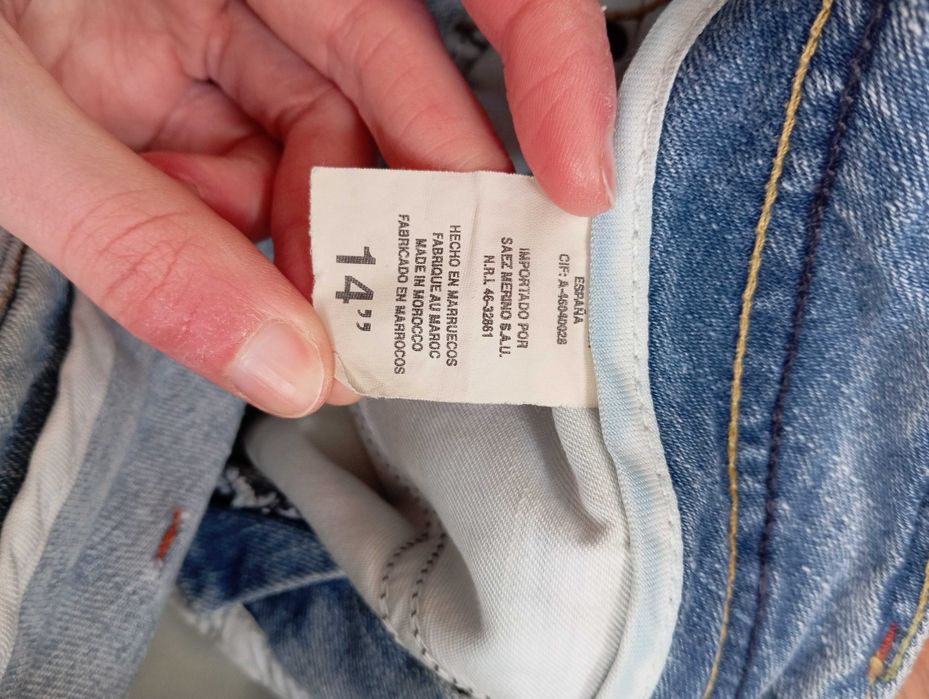 ESPAÑA
CIF: A-46040028
IMPORTADO POR
SAEZ MERINO S.A.U.
N.R.I. 46-32861
HECHO EN MARRUECOS
FABRIQUE AU MAROC
MADE IN MOROCCO
FABRICADO EN MARROCOS
14"